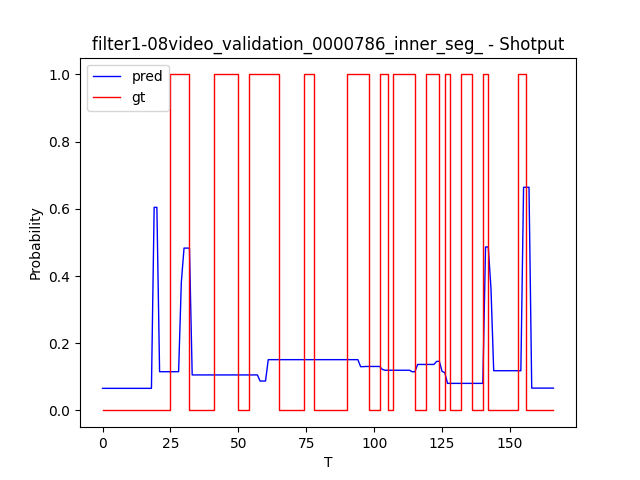 filter1-08video_validation_0000786_inner_seg_ - Shotput
pred
gt
1.0
0.8
0.6
0.4
0.2
0.0
Probability
0 25 50 75 100 125 150
T